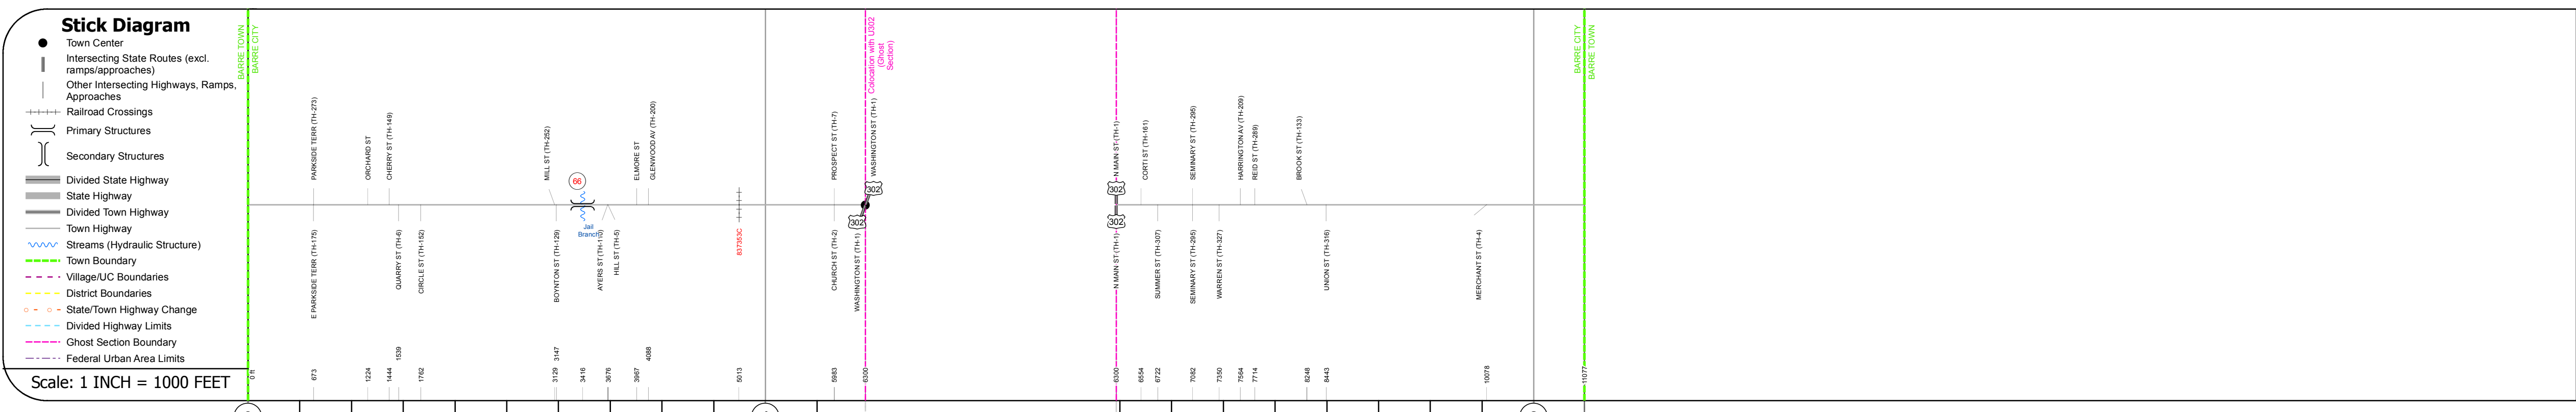 Stick Diagram
Town Center
Intersecting State Routes (excl.
ramps/approaches)
Other Intersecting Highways, Ramps,
Approaches
Railroad Crossings
Primary Structures
Secondary Structures
Divided State Highway
State Highway
Divided Town Highway
Town Highway
Streams (Hydraulic Structure)
Town Boundary
Village/UC Boundaries
District Boundaries
State/Town Highway Change
Divided Highway Limits
Ghost Section Boundary
Federal Urban Area Limits
Scale: 1 INCH = 1000 FEET
BARRE TOWN
BARRE CITY
PARKSIDE TERR (TH-273)
ORCHARD ST
CHERRY ST (TH-149)
MILL ST (TH-252)
66
ELMORE ST
GLENWOOD AV (TH-200)
PROSPECT ST (TH-7)
WASHINGTON ST (TH-1)
Colocation with U302
(Ghost
Section)
302
302
N MAIN ST (TH-1)
302
302
CORTI ST (TH-161)
SEMINARY ST (TH-295)
HARRINGTON AV (TH-209)
REID ST (TH-289)
BROOK ST (TH-133)
BARRE CITY
BARRE TOWN
E PARKSIDE TERR (TH-175)
QUARRY ST (TH-6)
CIRCLE ST (TH-152)
BOYNTON ST (TH-129)
Jail
Branch
HILL ST (TH-5)
837353C
CHURCH ST (TH-2)
WASHINGTON ST (TH-1)
N MAIN ST (TH-1)
SUMMER ST (TH-307)
SEMINARY ST (TH-295)
WARREN ST (TH-327)
UNION ST (TH-316)
MERCHANT ST (TH-4)
0 ft
673
1224
1444
1539
1762
3129
3147
3416
3676
3967
4088
5013
5983
6300
6300
6554
6722
7082
7350
7564
7714
8248
8443
10078
11077